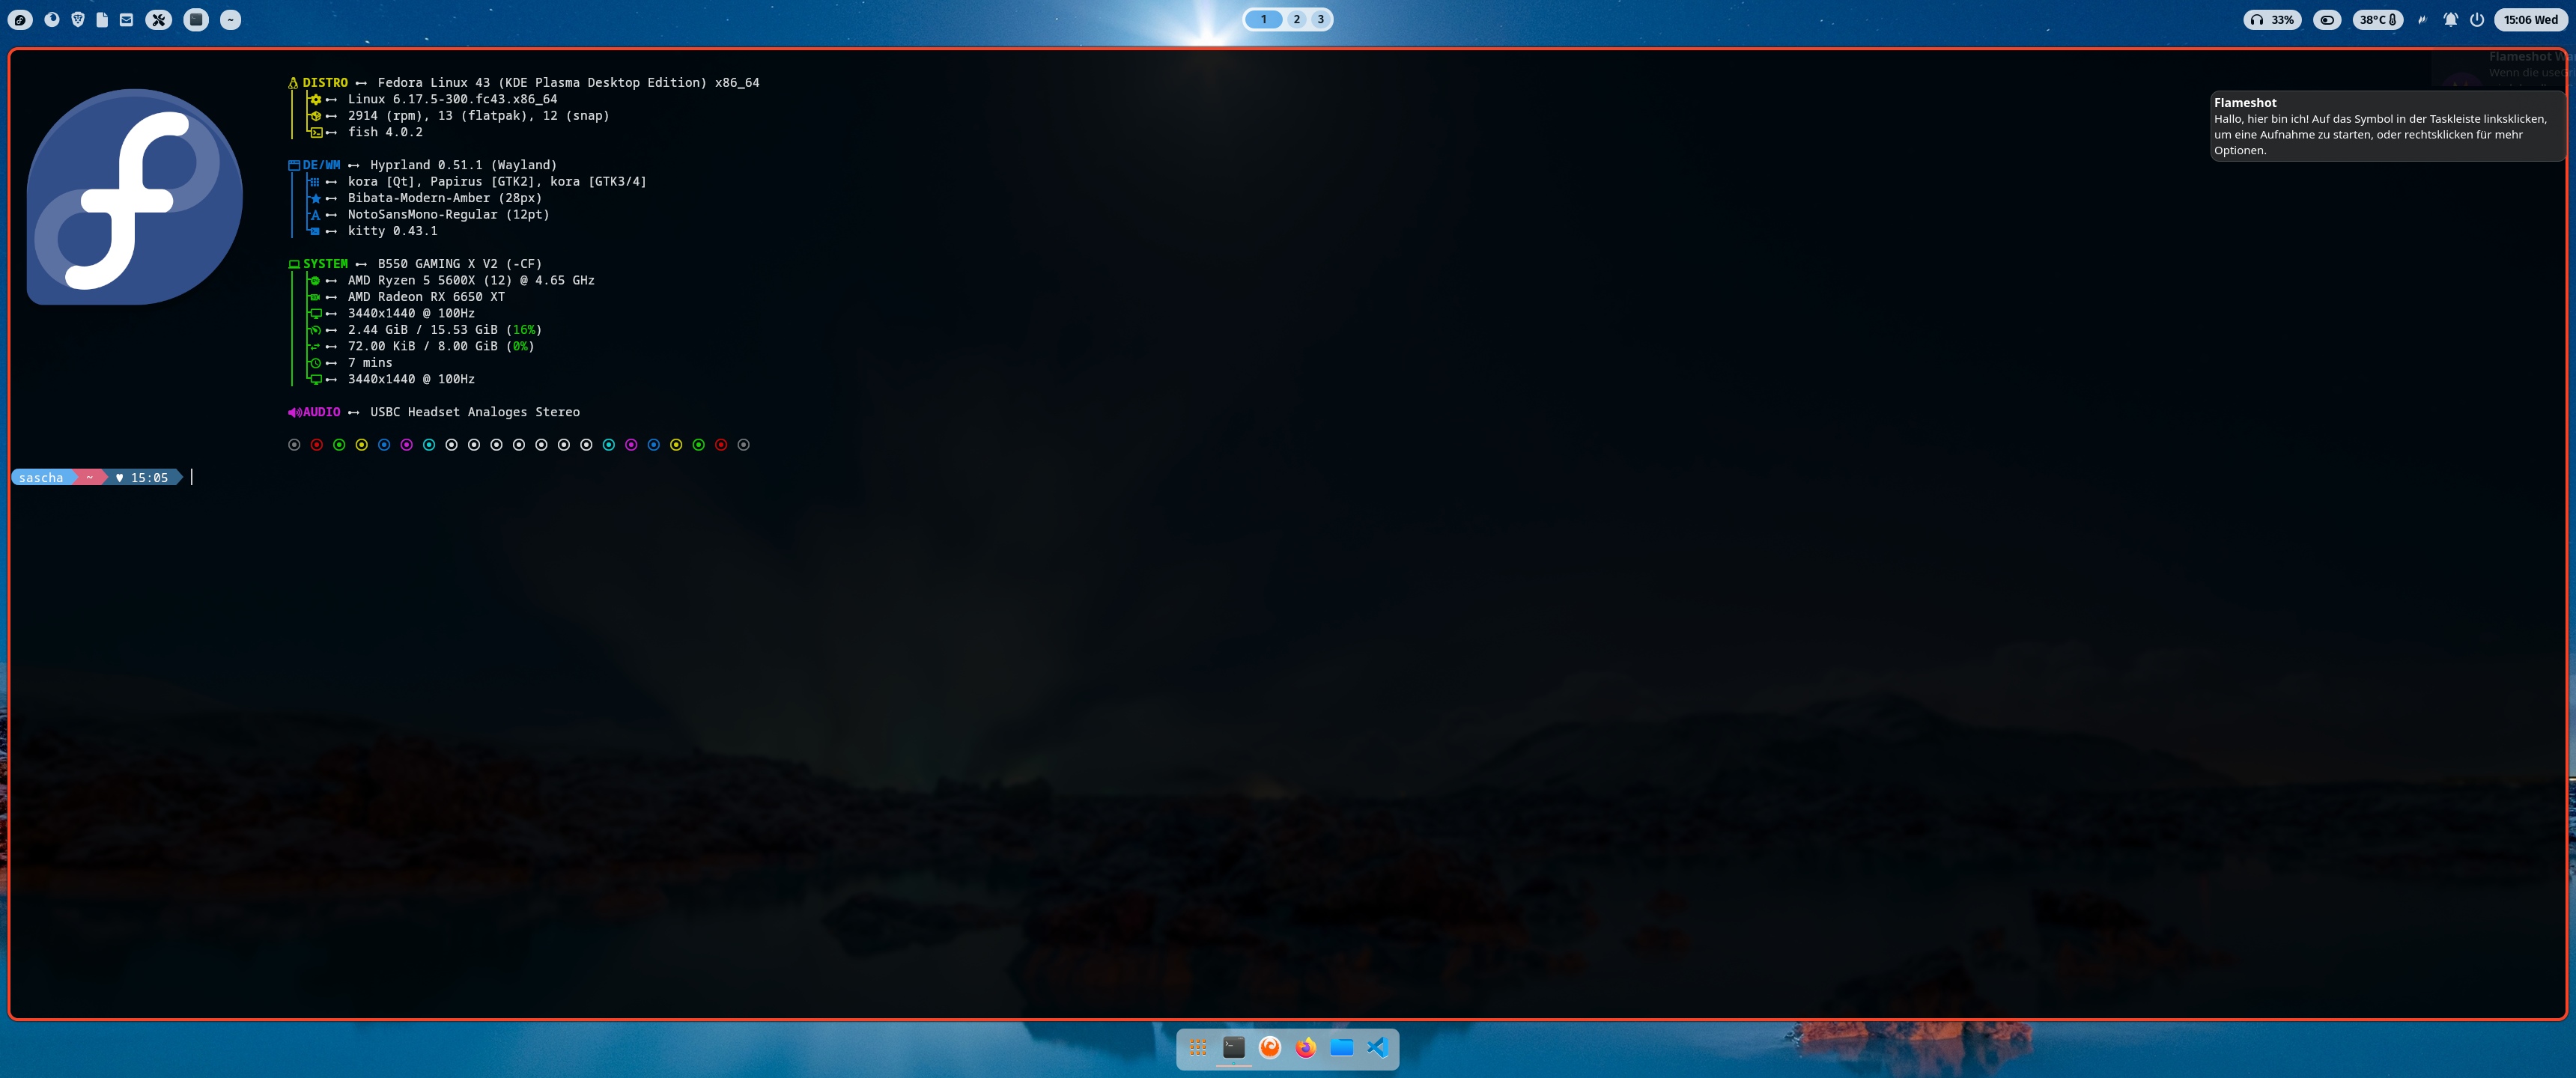 ~
1 2 3
33%
38°C
15:06 Wed
Flameshot
Wenn die
Flameshot
Hallo, hier bin ich! Auf das Symbol in der Taskleiste linksklicken,
um eine Aufnahme zu starten, oder rechtsklicken für mehr
Optionen.
DISTRO Fedora Linux 43 (KDE Plasma Desktop Edition) x86_64
Linux 6.17.5-300.fc43.x86_64
2914 (rpm), 13 (flatpak), 12 (snap)
fish 4.0.2
DE/WM Hyprland 0.51.1 (Wayland)
kora [Qt], Papirus [GTK2], kora [GTK3/4]
Bibata-Modern-Amber (28px)
NotoSansMono-Regular (12pt)
kitty 0.43.1
SYSTEM B550 GAMING X V2 (-CF)
AMD Ryzen 5 5600X (12) @ 4.65 GHz
AMD Radeon RX 6650 XT
3440x1440 @ 100Hz
2.44 GiB / 15.53 GiB (16%)
72.00 KiB / 8.00 GiB (0%)
7 mins
3440x1440 @ 100Hz
AUDIO USBC Headset Analoges Stereo
sascha ~ ♥ 15:05